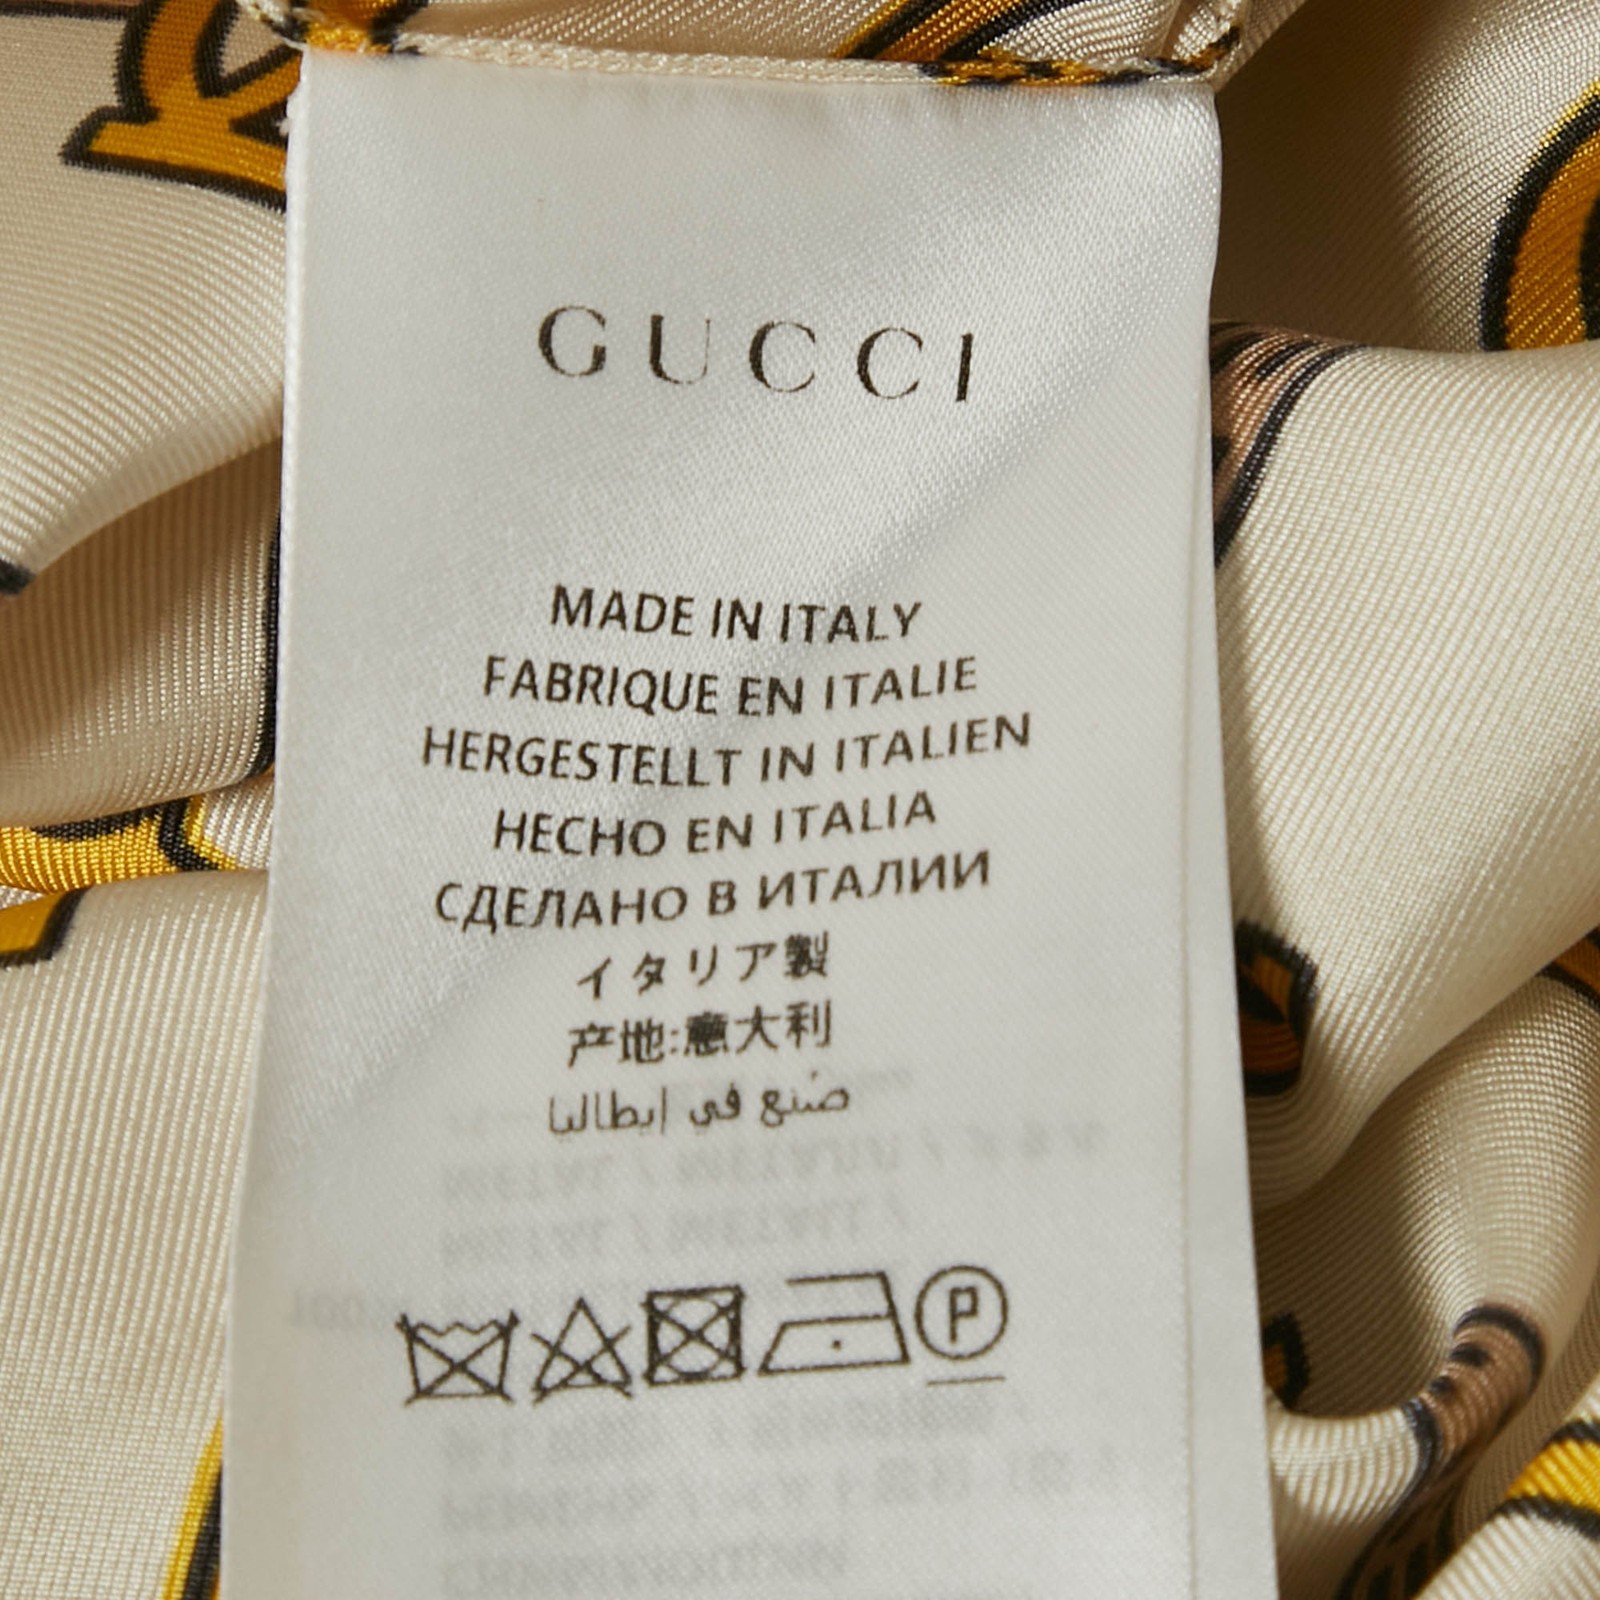 GUCCI
MADE IN ITALY
FABRIQUE EN ITALIE
HERGESTELLT IN ITALIEN
HECHO EN ITALIA
СДЕЛАНО В ИТАЛИИ
イタリア製
产地:意大利
صُنع في إيطاليا
P